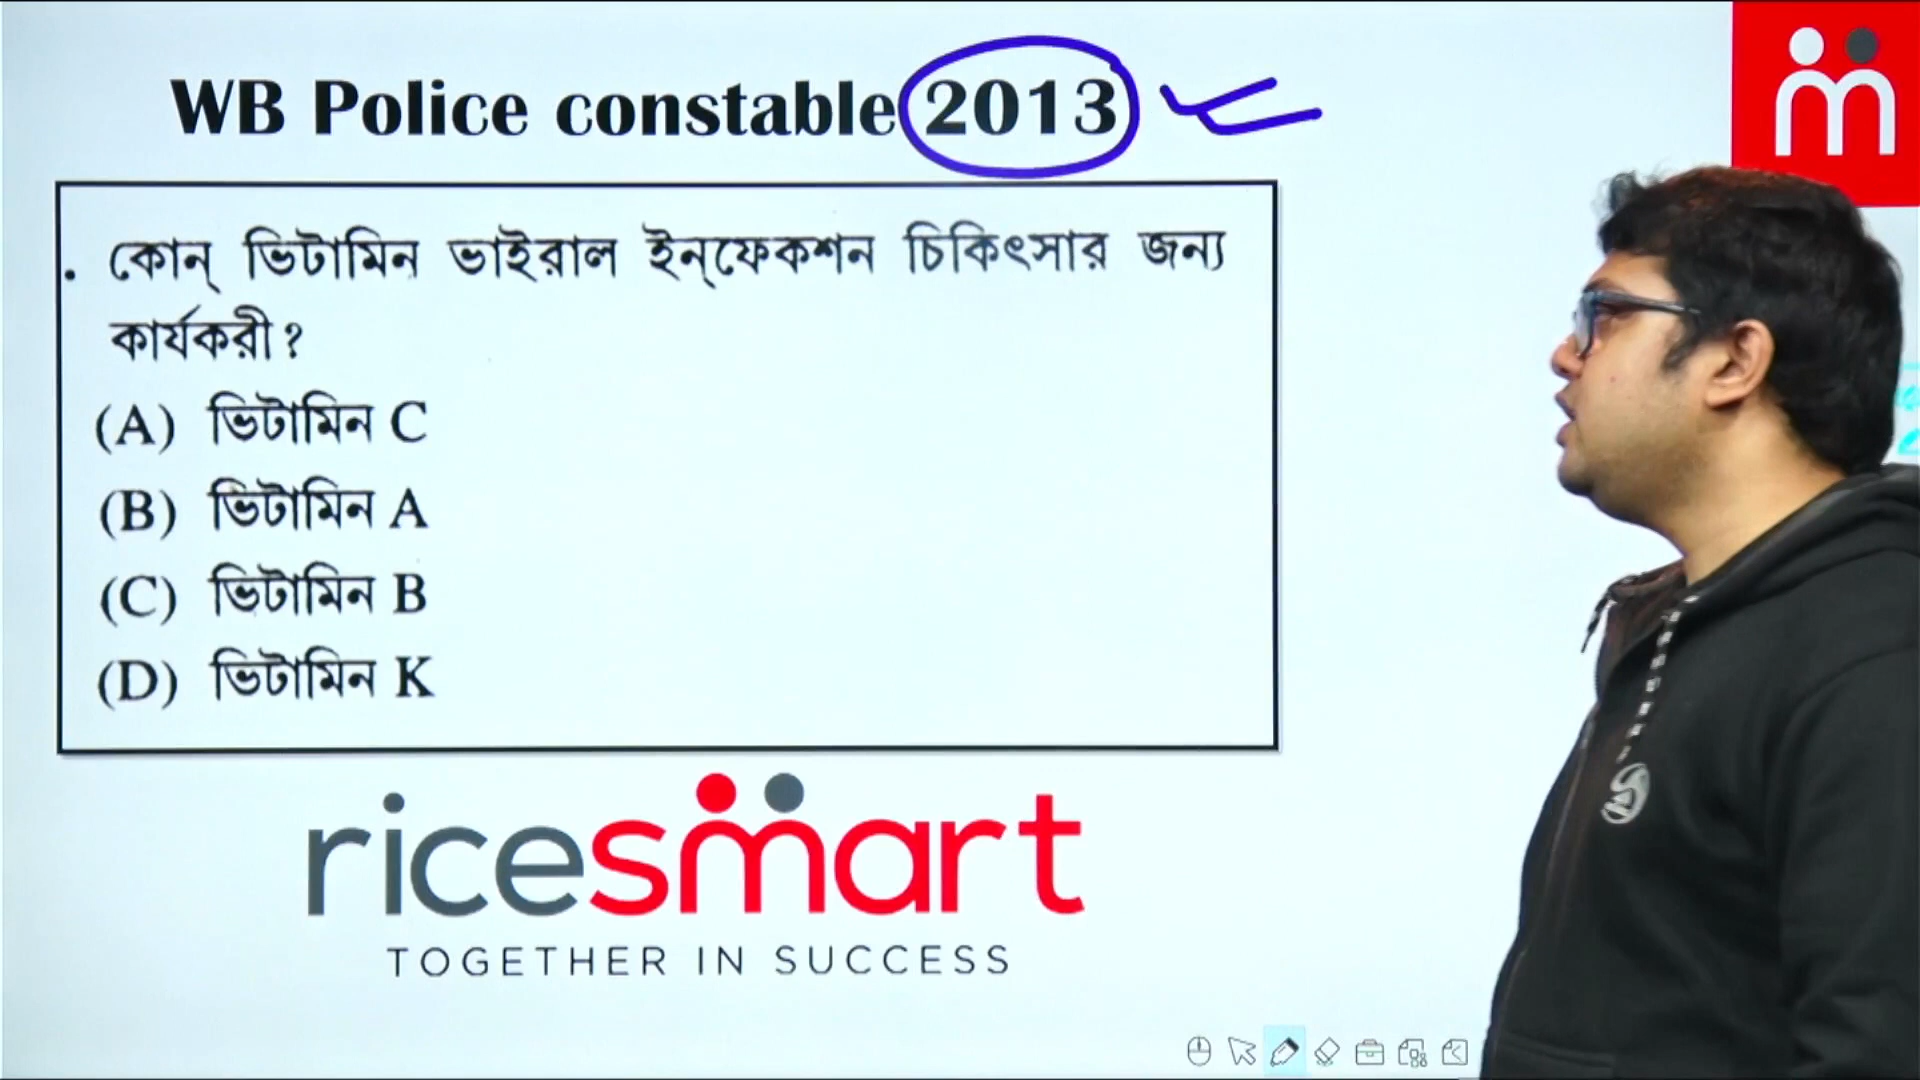 WB Police constable 2013
. কোন্ ভিটামিন ভাইরাল ইন্‌ফেকশন চিকিৎসার জন্য
কার্যকরী?
(A) ভিটামিন C
(B) ভিটামিন A
(C) ভিটামিন B
(D) ভিটামিন K
ricesmart
TOGETHER IN SUCCESS